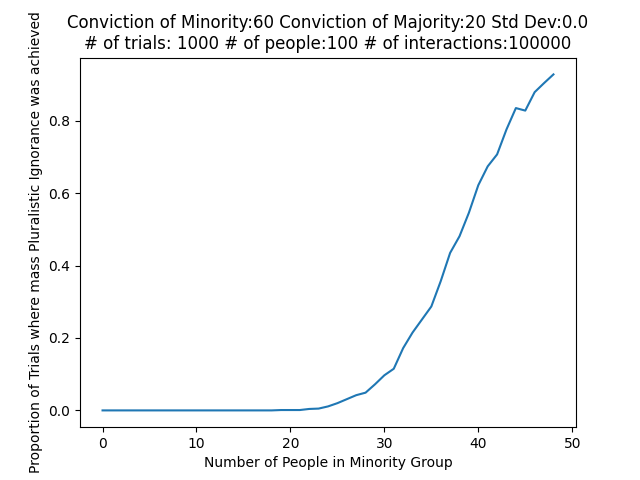 Conviction of Minority:60 Conviction of Majority:20 Std Dev:0.0
# of trials: 1000 # of people:100 # of interactions:100000
Proportion of Trials where mass Pluralistic Ignorance was achieved
0.8
0.6
0.4
0.2
0.0
0 10 20 30 40 50
Number of People in Minority Group